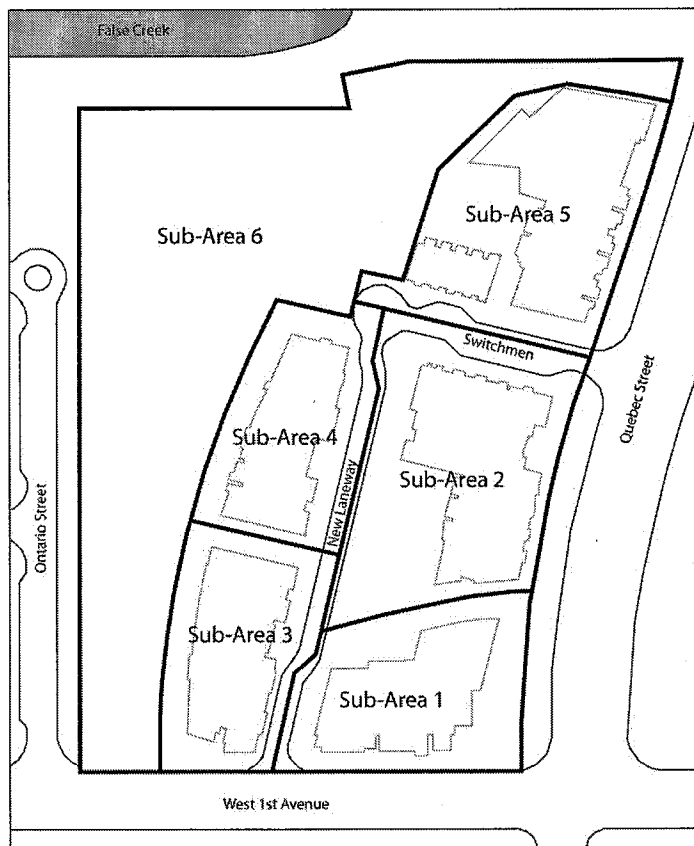 False Creek
Sub-Area 5
Sub-Area 6
Switchmen
Quebec Street
Sub-Area 4
Sub-Area 2
New Laneway
Ontario Street
Sub-Area 3
Sub-Area 1
West 1st Avenue